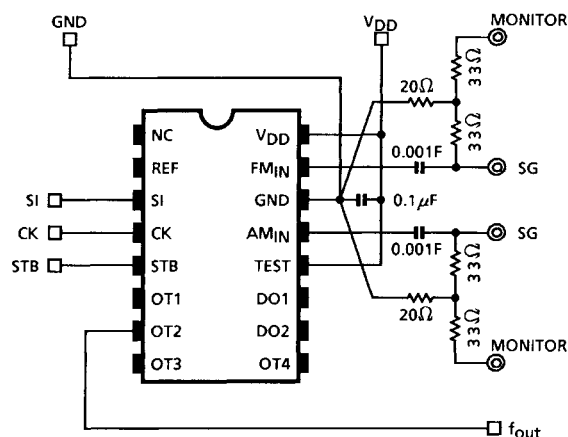 GND
VDD
MONITOR
20Ω
33Ω
33Ω
NC
VDD
REF
FMIN
0.001F
SG
SI
SI
GND
0.1μF
CK
CK
AMIN
0.001F
SG
STB
STB
TEST
33Ω
OT1
DO1
20Ω
OT2
DO2
33Ω
MONITOR
OT3
OT4
fout